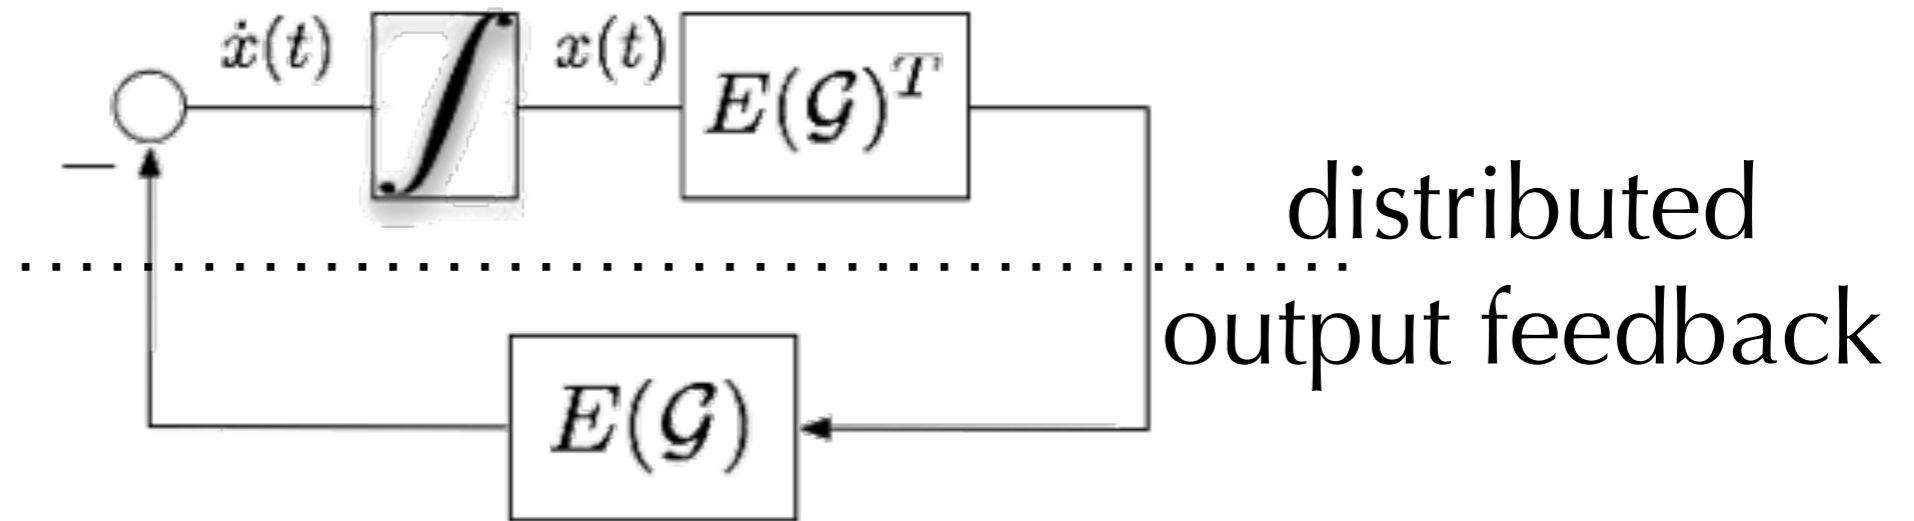 ẋ(t)
∫
x(t)
E(𝒢)ᵀ
−
distributed
output feedback
E(𝒢)